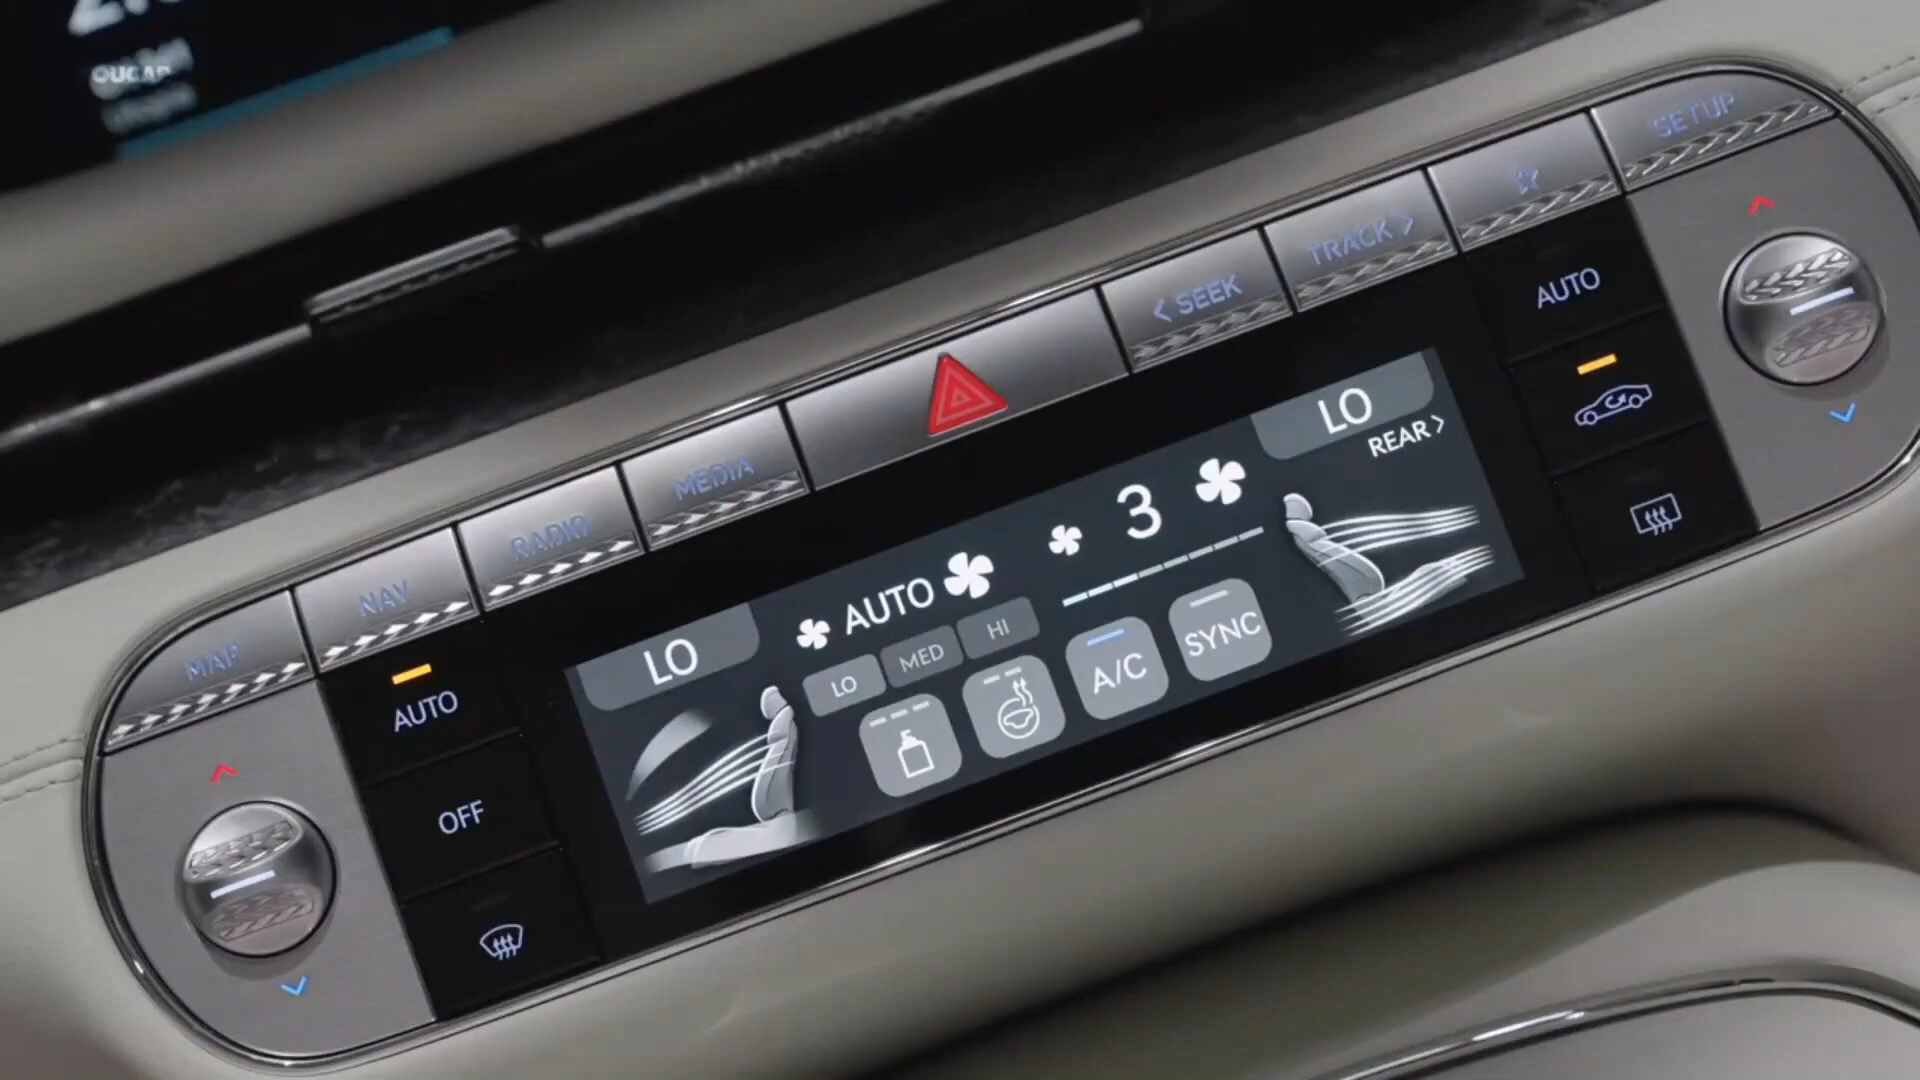 MAP
NAV
RADIO
MEDIA
< SEEK
TRACK >
SETUP
AUTO
OFF
LO
AUTO
LO
MED
HI
3
A/C
SYNC
LO
REAR >
AUTO